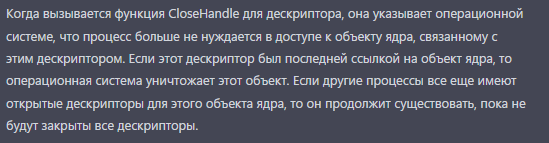 Когда вызывается функция CloseHandle для дескриптора, она указывает операционной
системе, что процесс больше не нуждается в доступе к объекту ядра, связанному с
этим дескриптором. Если этот дескриптор был последней ссылкой на объект ядра, то
операционная система уничтожает этот объект. Если другие процессы все еще имеют
открытые дескрипторы для этого объекта ядра, то он продолжит существовать, пока не
будут закрыты все дескрипторы.